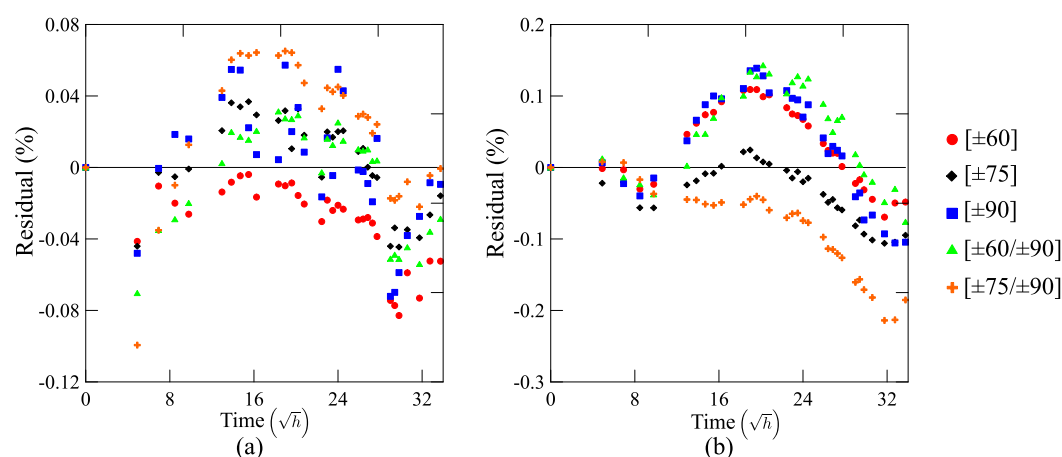 0.08
0.04
0
-0.04
-0.08
-0.12
Residual (%)
0 8 16 24 32
Time (√h)
(a)
0.2
0.1
0
-0.1
-0.2
-0.3
Residual (%)
0 8 16 24 32
Time (√h)
(b)
[±60]
[±75]
[±90]
[±60/±90]
[±75/±90]